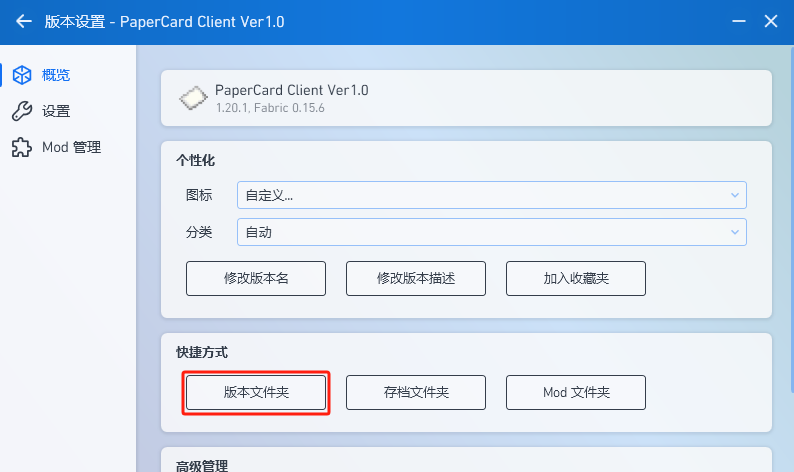 版本设置 - PaperCard Client Ver1.0
概览
设置
Mod 管理
PaperCard Client Ver1.0
1.20.1, Fabric 0.15.6
个性化
图标 自定义...
分类 自动
修改版本名 修改版本描述 加入收藏夹
快捷方式
版本文件夹 存档文件夹 Mod 文件夹
高级管理